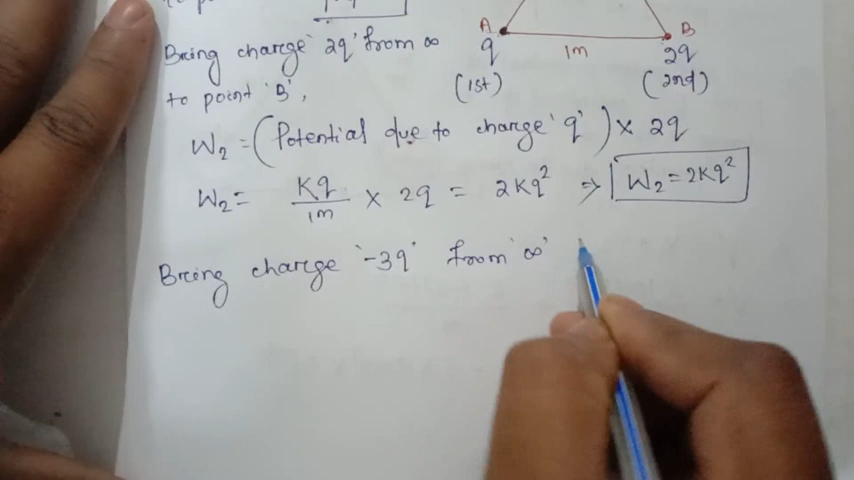 Bring charge '2q' from ∞
to point 'B',
A
B
1m
q
2q
(1st)
(2nd)
W₂ = (Potential due to charge 'q') × 2q
W₂ = Kq/1m × 2q = 2Kq² ⇒ W₂ = 2Kq²
Bring charge '-3q' from '∞'